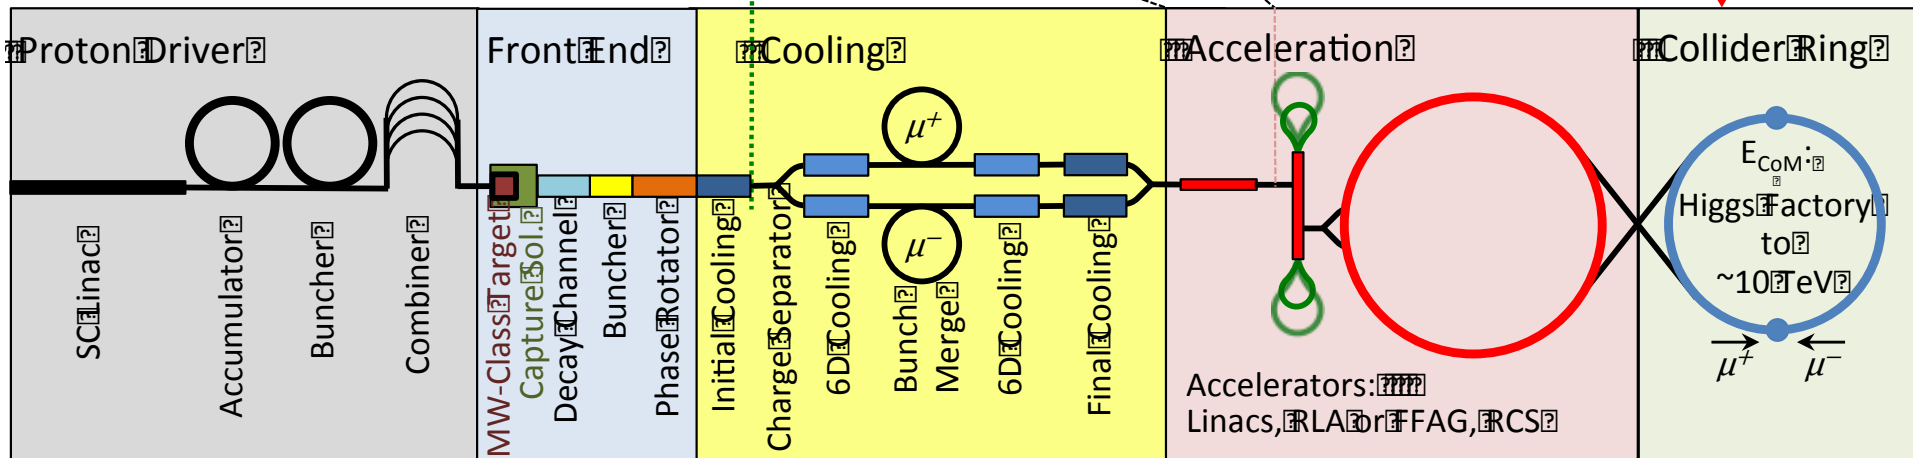 Proton Driver
Front End
Cooling
Acceleration
Collider Ring
SC Linac
Accumulator
Buncher
Combiner
MW-Class Target
Capture Sol.
Decay Channel
Buncher
Phase Rotator
Initial Cooling
Charge Separator
6D Cooling
μ+
μ−
Bunch
Merge
6D Cooling
Final Cooling
Accelerators:
Linacs, RLA or FFAG, RCS
ECoM:
Higgs Factory
to
~10 TeV
μ+
μ−